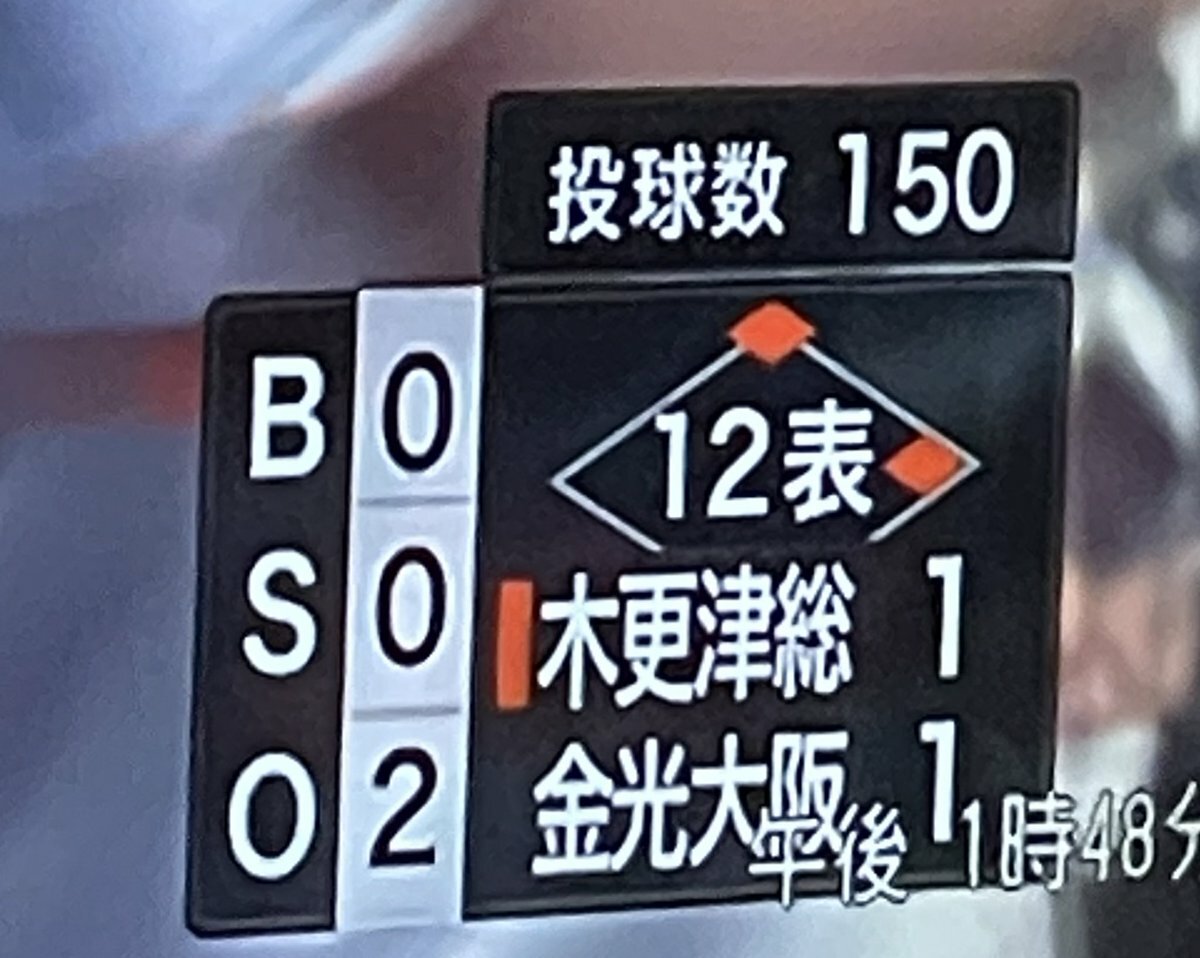 投球数 150
B 0
S 0
O 2
12表
木更津総 1
金光大阪 1
午後 1時48分